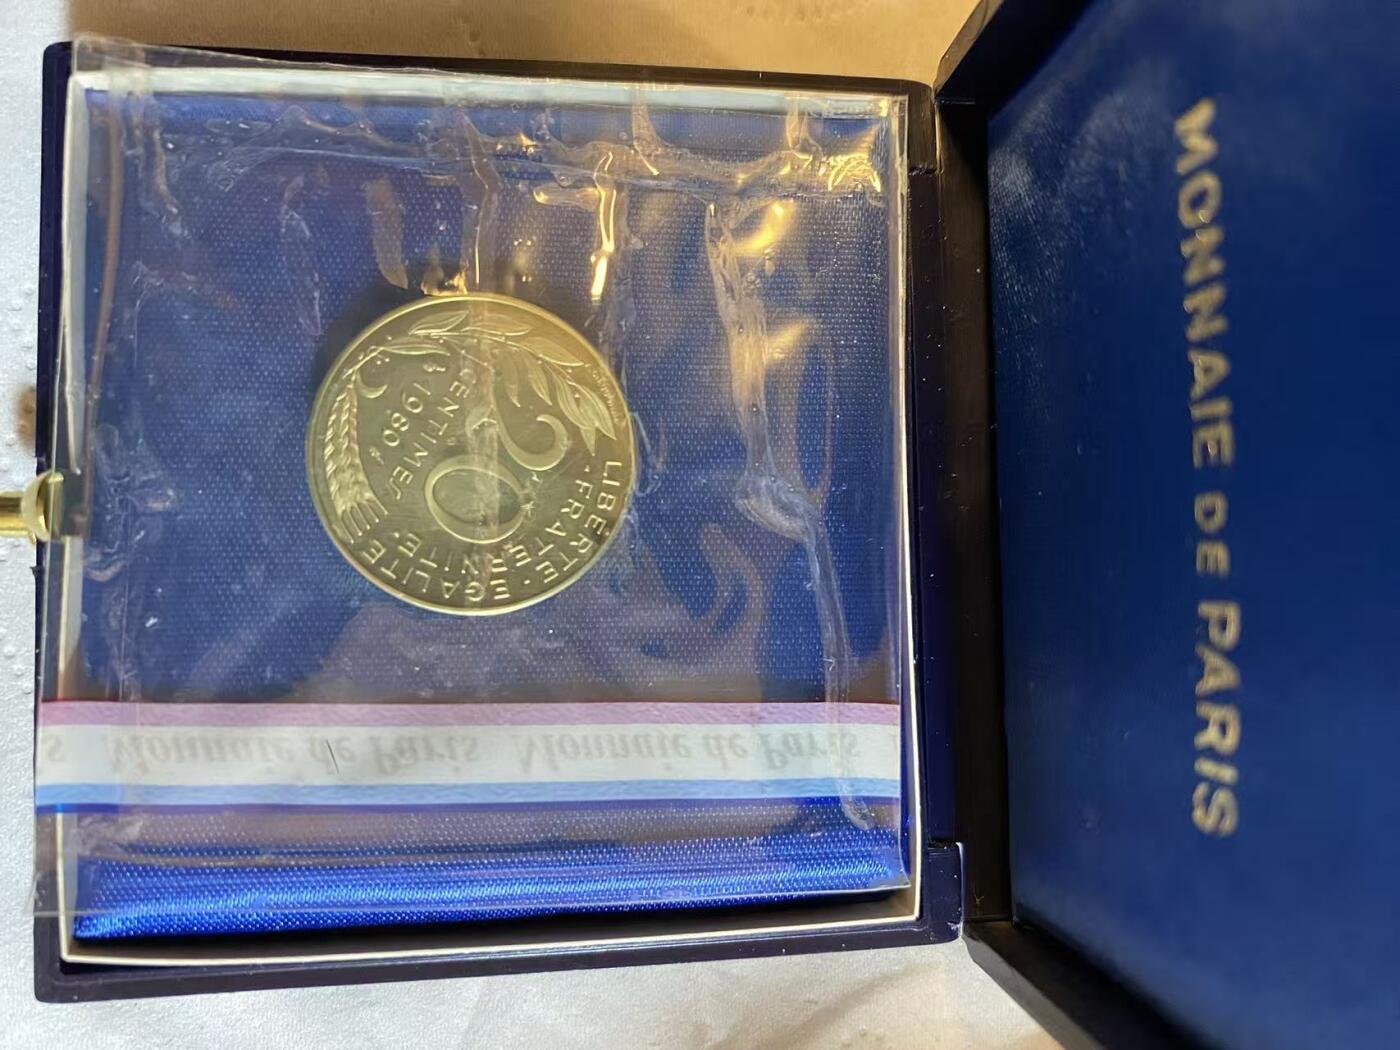 LIBERTE · EGALITE
· FRATERNITE ·
20
CENTIMES
1980
Monnaie de Paris Monnaie de Paris
MONNAIE DE PARIS